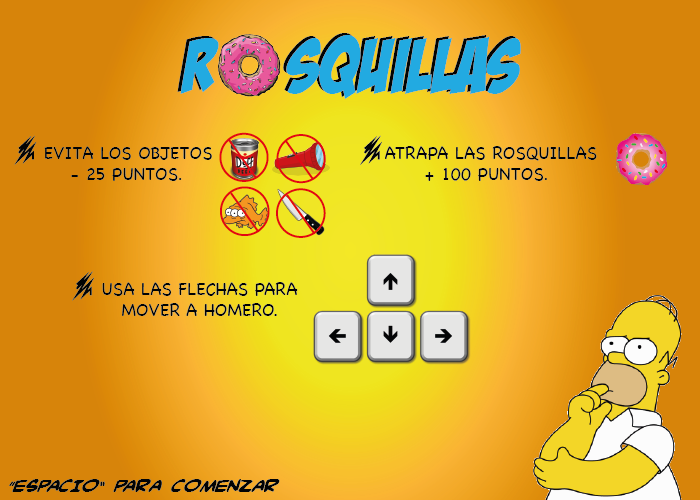 ROSQUILLAS
EVITA LOS OBJETOS
- 25 PUNTOS.
ATRAPA LAS ROSQUILLAS
+ 100 PUNTOS.
USA LAS FLECHAS PARA
MOVER A HOMERO.
"ESPACIO" PARA COMENZAR